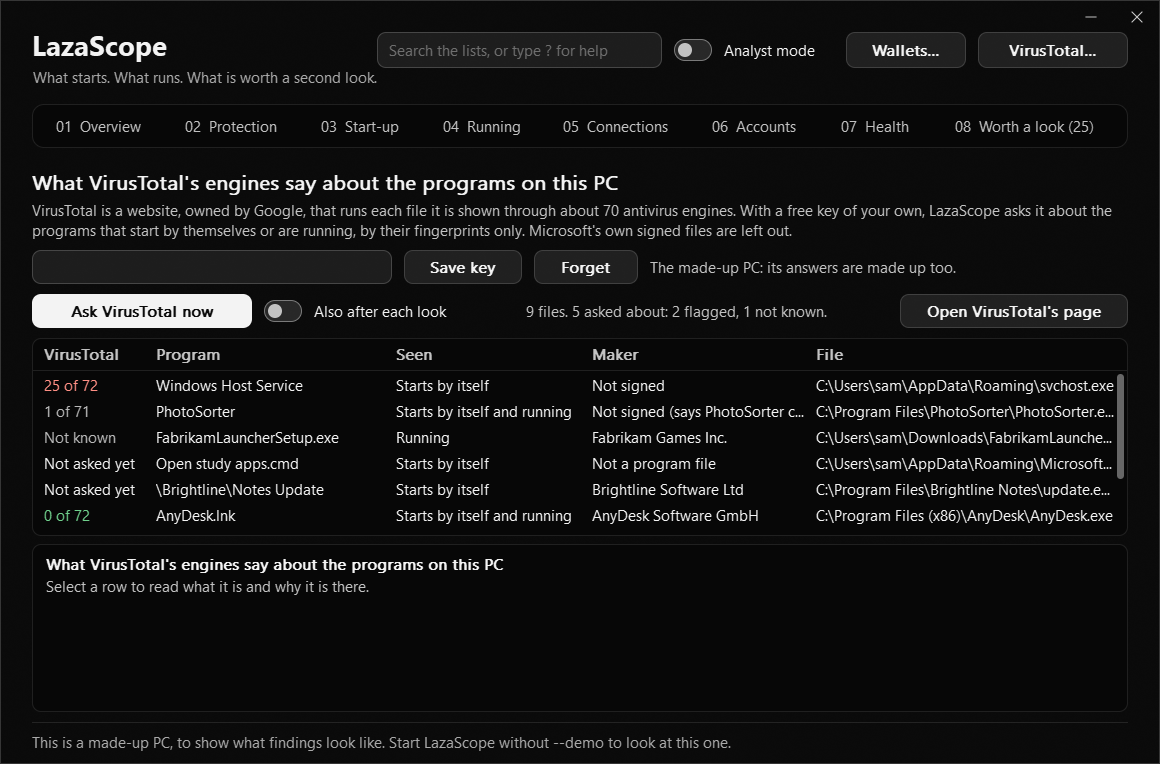 LazaScope
What starts. What runs. What is worth a second look.
Search the lists, or type ? for help
Analyst mode
Wallets...
VirusTotal...
01 Overview
02 Protection
03 Start-up
04 Running
05 Connections
06 Accounts
07 Health
08 Worth a look (25)
What VirusTotal's engines say about the programs on this PC
VirusTotal is a website, owned by Google, that runs each file it is shown through about 70 antivirus engines. With a free key of your own, LazaScope asks it about the
programs that start by themselves or are running, by their fingerprints only. Microsoft's own signed files are left out.
Save key
Forget
The made-up PC: its answers are made up too.
Ask VirusTotal now
Also after each look
9 files. 5 asked about: 2 flagged, 1 not known.
Open VirusTotal's page
VirusTotal Program Seen Maker File
25 of 72 Windows Host Service Starts by itself Not signed C:\Users\sam\AppData\Roaming\svchost.exe
1 of 71 PhotoSorter Starts by itself and running Not signed (says PhotoSorter c... C:\Program Files\PhotoSorter\PhotoSorter.e...
Not known FabrikamLauncherSetup.exe Running Fabrikam Games Inc. C:\Users\sam\Downloads\FabrikamLaunche...
Not asked yet Open study apps.cmd Starts by itself Not a program file C:\Users\sam\AppData\Roaming\Microsoft...
Not asked yet \Brightline\Notes Update Starts by itself Brightline Software Ltd C:\Program Files\Brightline Notes\update.e...
0 of 72 AnyDesk.lnk Starts by itself and running AnyDesk Software GmbH C:\Program Files (x86)\AnyDesk\AnyDesk.exe
What VirusTotal's engines say about the programs on this PC
Select a row to read what it is and why it is there.
This is a made-up PC, to show what findings look like. Start LazaScope without --demo to look at this one.